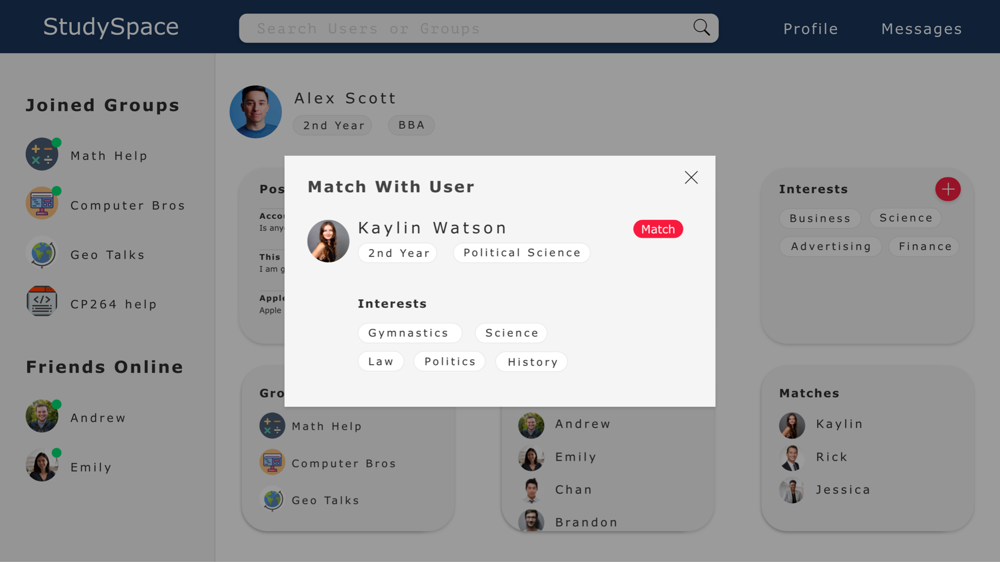 StudySpace
Search Users or Groups
Profile
Messages
Joined Groups
Math Help
Computer Bros
Geo Talks
CP264 help
Friends Online
Andrew
Emily
Alex Scott
2nd Year
BBA
Pos
Accou
Is any
This
I am g
Apple
Apple
Match With User
Kaylin Watson
Match
2nd Year
Political Science
Interests
Gymnastics
Science
Law
Politics
History
Interests
Business
Science
Advertising
Finance
Gro
Math Help
Computer Bros
Geo Talks
Andrew
Emily
Chan
Brandon
Matches
Kaylin
Rick
Jessica